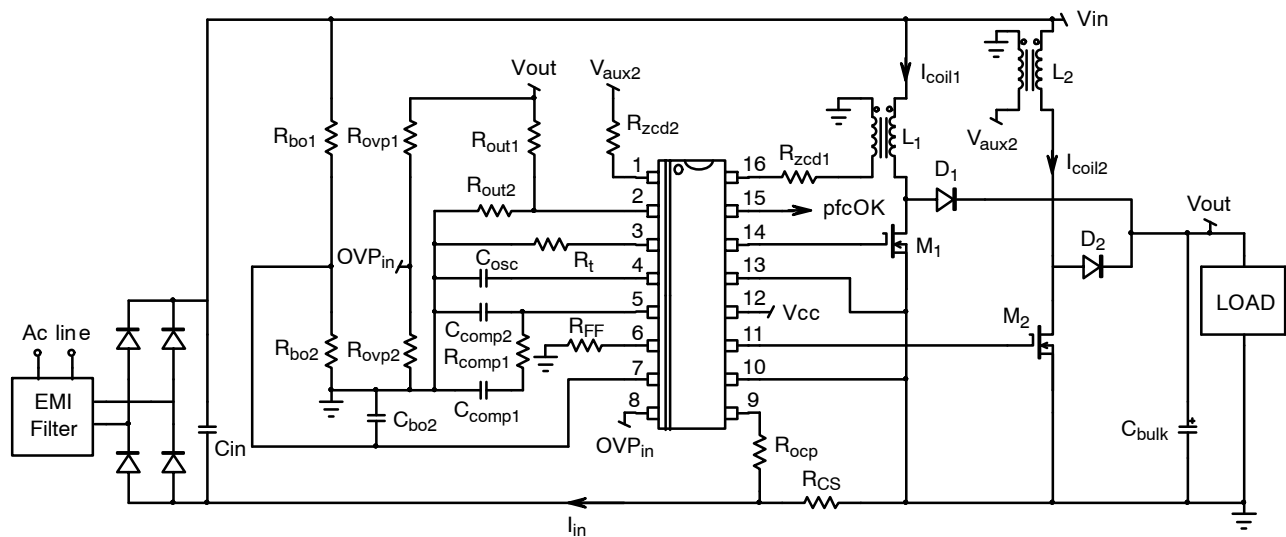 Vin
Vout
Vaux2
Icoil1
L2
Rbo1
Rovp1
Rout1
Rzcd2
L1
Vaux2
Rzcd1
Icoil2
1
16
D1
Rout2
2
15
pfcOK
Vout
3
14
M1
OVPin
Rt
D2
Cosc
4
13
LOAD
5
12
Vcc
Ac line
Ccomp2
RFF
M2
Rbo2
Rovp2
Rcomp1
6
11
7
10
EMI
Filter
Cbo2
Ccomp1
8
9
Cin
OVPin
Rocp
Cbulk
RCS
Iin